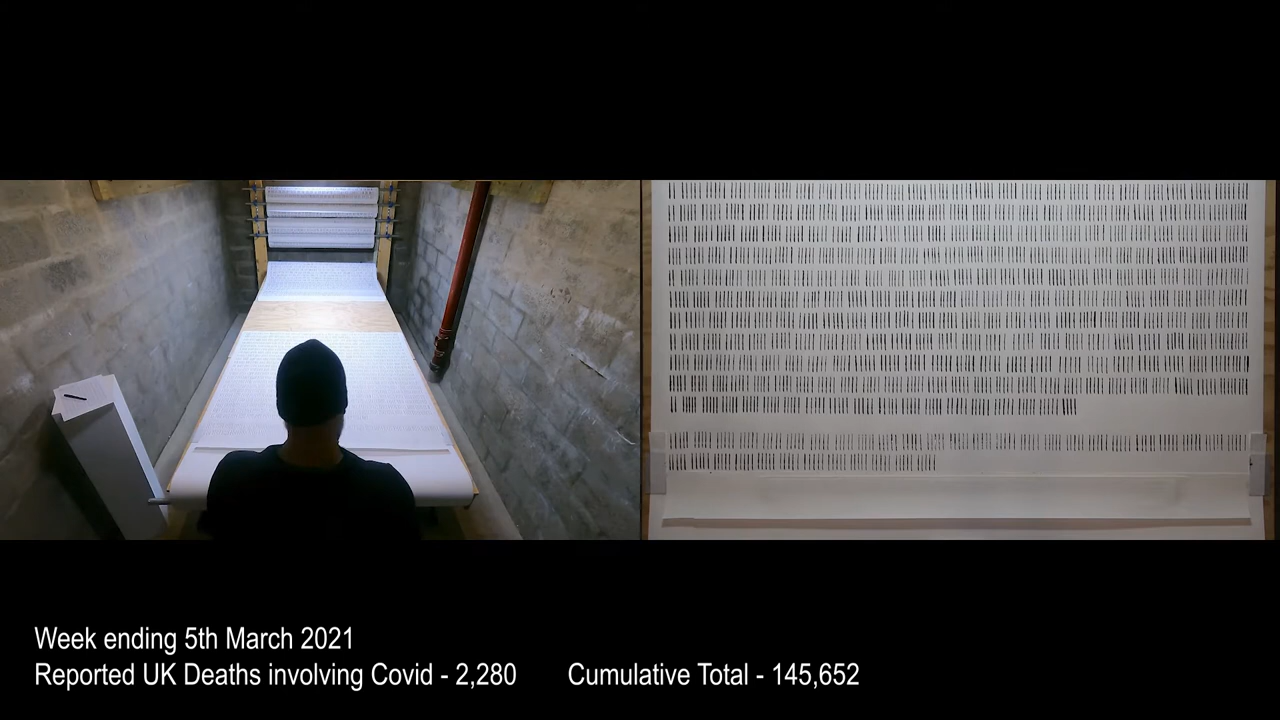 Week ending 5th March 2021
Reported UK Deaths involving Covid - 2,280 Cumulative Total - 145,652